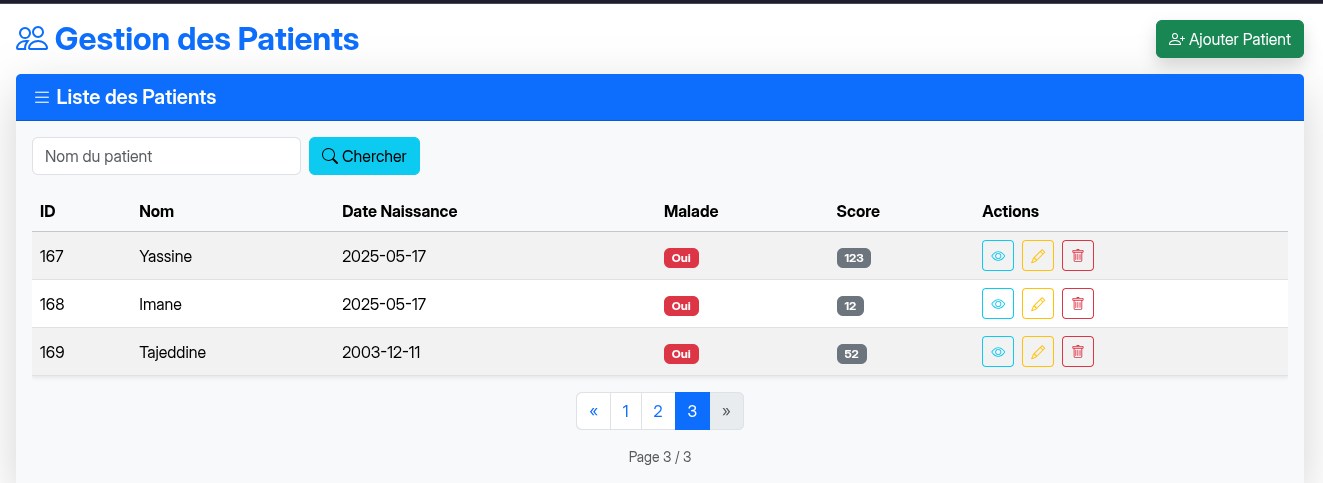 Gestion des Patients
Ajouter Patient
Liste des Patients
Nom du patient Chercher
ID Nom Date Naissance Malade Score Actions
167 Yassine 2025-05-17 Oui 123
168 Imane 2025-05-17 Oui 12
169 Tajeddine 2003-12-11 Oui 52
« 1 2 3 »
Page 3 / 3